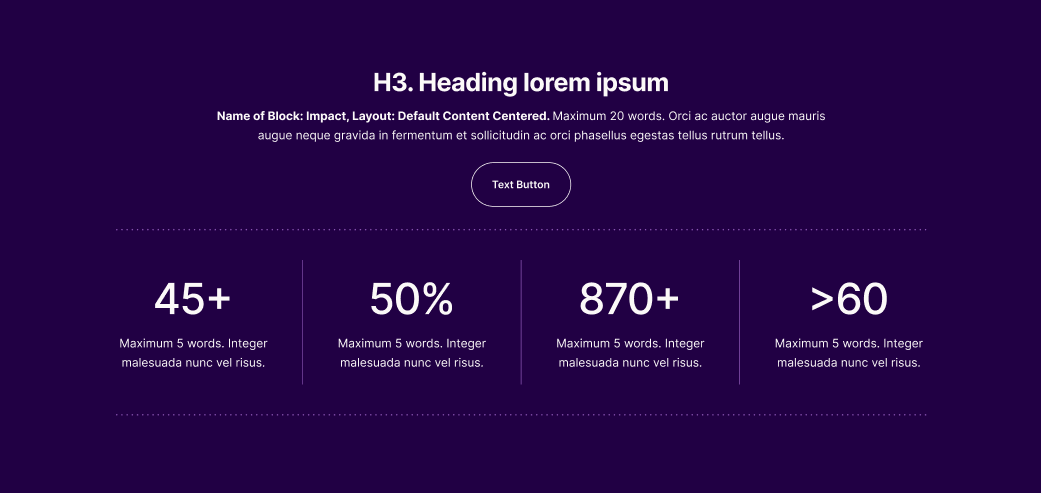 H3. Heading lorem ipsum
Name of Block: Impact, Layout: Default Content Centered. Maximum 20 words. Orci ac auctor augue mauris
augue neque gravida in fermentum et sollicitudin ac orci phasellus egestas tellus rutrum tellus.
Text Button
45+
Maximum 5 words. Integer
malesuada nunc vel risus.
50%
Maximum 5 words. Integer
malesuada nunc vel risus.
870+
Maximum 5 words. Integer
malesuada nunc vel risus.
>60
Maximum 5 words. Integer
malesuada nunc vel risus.